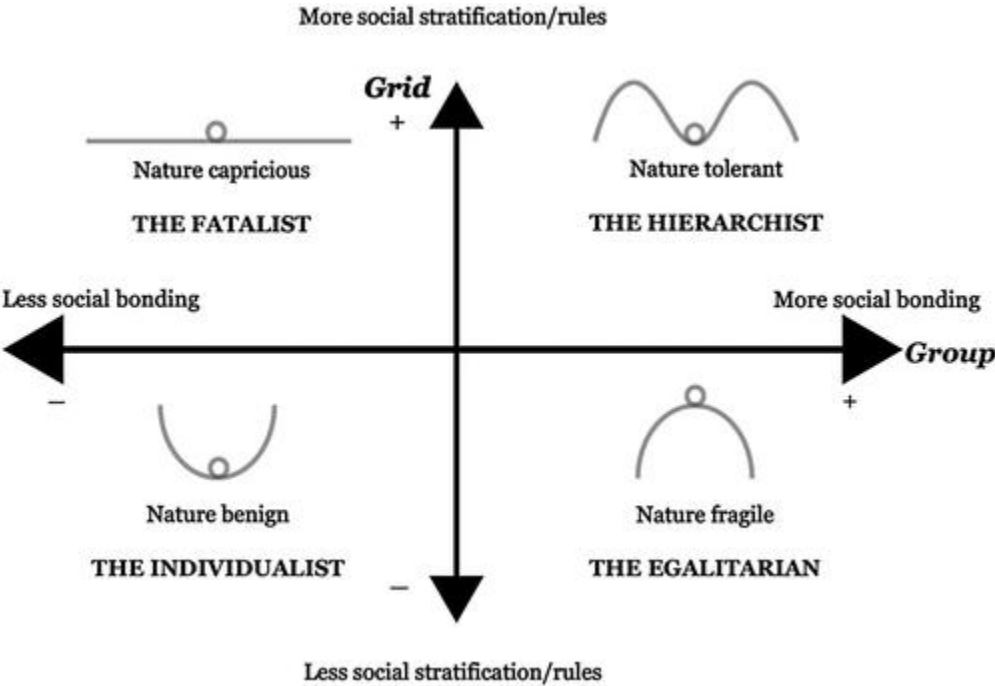 More social stratification/rules
Grid
+
Nature capricious
Nature tolerant
THE FATALIST
THE HIERARCHIST
Less social bonding
More social bonding
Group
–
+
Nature benign
Nature fragile
THE INDIVIDUALIST
THE EGALITARIAN
–
Less social stratification/rules